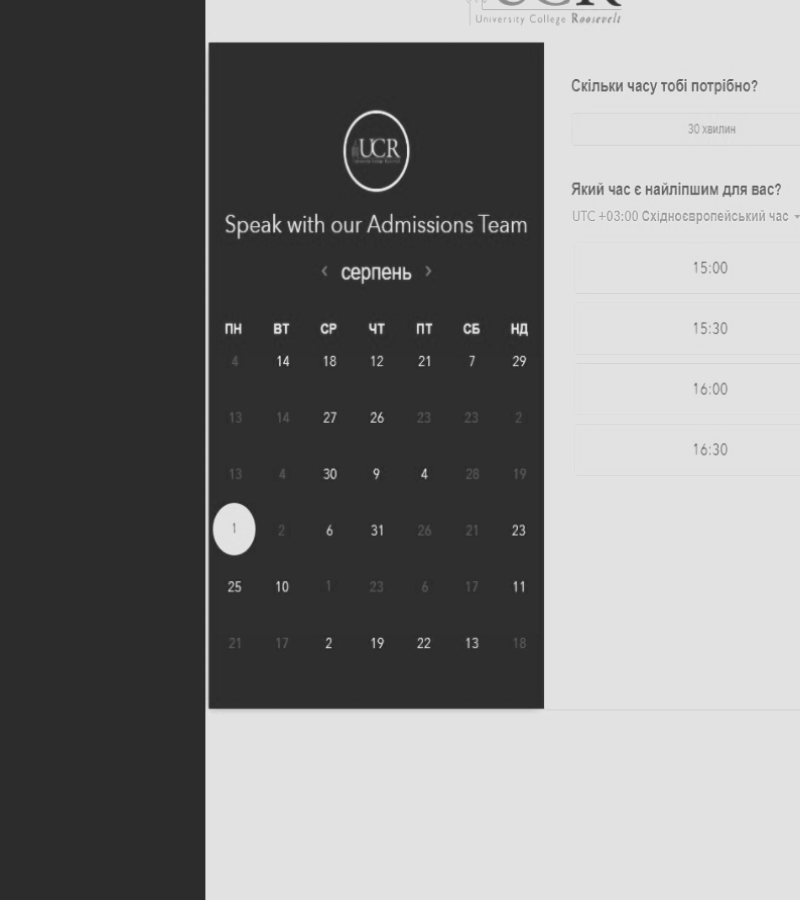 UCR
University College Roosevelt
UCR
Speak with our Admissions Team
‹ серпень ›
ПН ВТ СР ЧТ ПТ СБ НД
4 14 18 12 21 7 29
13 14 27 26 23 23 2
13 4 30 9 4 28 19
1 2 6 31 26 21 23
25 10 1 23 6 17 11
21 17 2 19 22 13 18
Скільки часу тобі потрібно?
30 хвилин
Який час є найліпшим для вас?
UTC +03:00 Східноєвропейський час
15:00
15:30
16:00
16:30